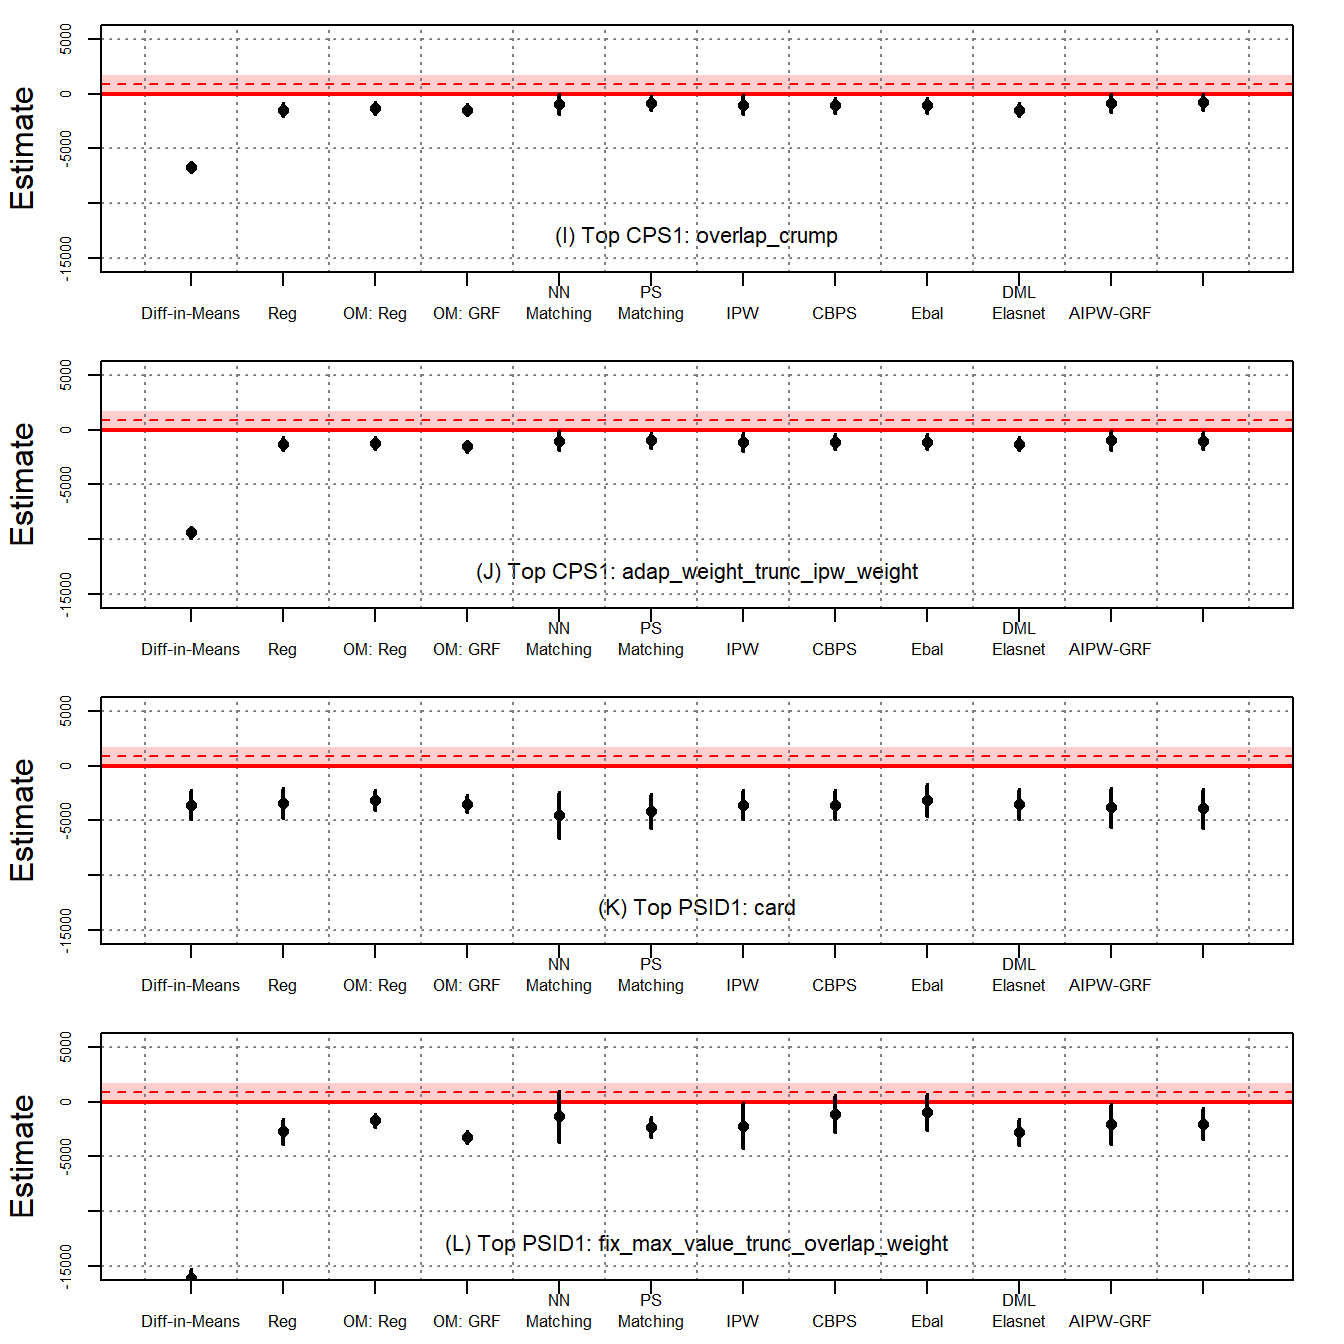 Estimate
5000
0
-5000
-15000
(I) Top CPS1: overlap_crump
NN PS DML
Diff-in-Means Reg OM: Reg OM: GRF Matching Matching IPW CBPS Ebal Elasnet AIPW-GRF
Estimate
5000
0
-5000
-15000
(J) Top CPS1: adap_weight_trunc_ipw_weight
NN PS DML
Diff-in-Means Reg OM: Reg OM: GRF Matching Matching IPW CBPS Ebal Elasnet AIPW-GRF
Estimate
5000
0
-5000
-15000
(K) Top PSID1: card
NN PS DML
Diff-in-Means Reg OM: Reg OM: GRF Matching Matching IPW CBPS Ebal Elasnet AIPW-GRF
Estimate
5000
0
-5000
-15000
(L) Top PSID1: fix_max_value_trunc_overlap_weight
NN PS DML
Diff-in-Means Reg OM: Reg OM: GRF Matching Matching IPW CBPS Ebal Elasnet AIPW-GRF